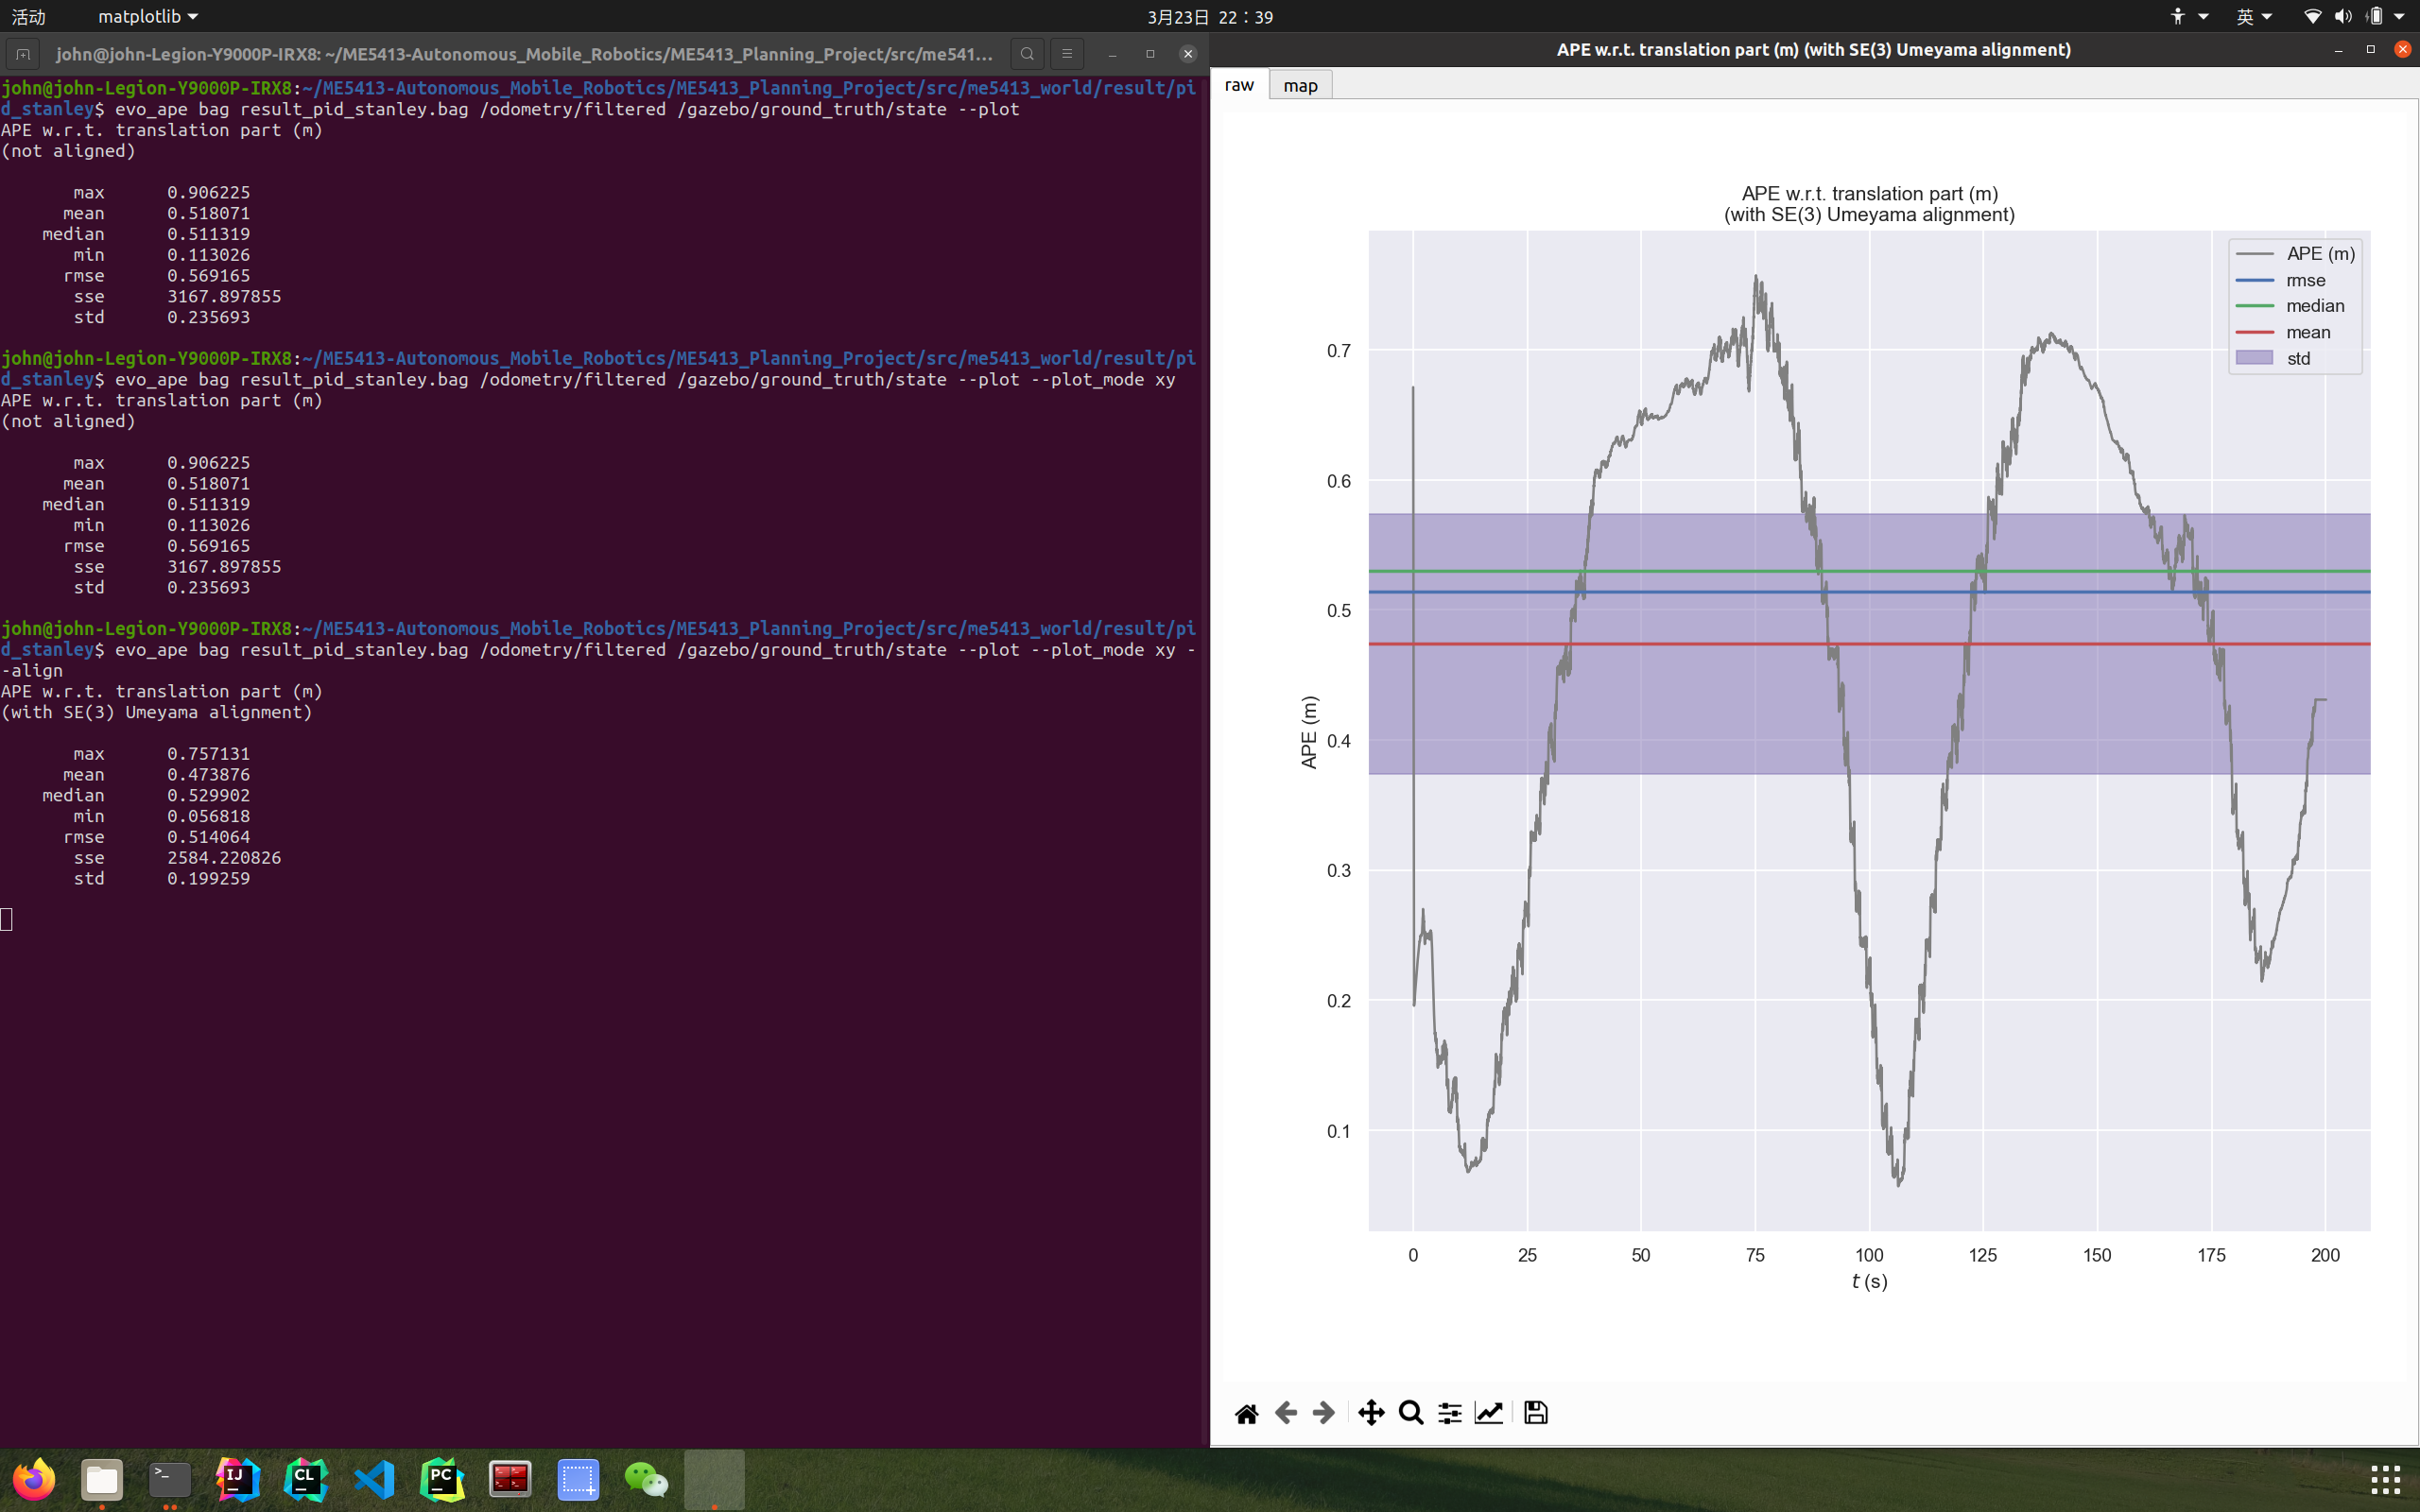 活动
matplotlib
3月23日 22：39
英
john@john-Legion-Y9000P-IRX8: ~/ME5413-Autonomous_Mobile_Robotics/ME5413_Planning_Project/src/me541...
john@john-Legion-Y9000P-IRX8:~/ME5413-Autonomous_Mobile_Robotics/ME5413_Planning_Project/src/me5413_world/result/pi
d_stanley$ evo_ape bag result_pid_stanley.bag /odometry/filtered /gazebo/ground_truth/state --plot
APE w.r.t. translation part (m)
(not aligned)
max 0.906225
mean 0.518071
median 0.511319
min 0.113026
rmse 0.569165
sse 3167.897855
std 0.235693
john@john-Legion-Y9000P-IRX8:~/ME5413-Autonomous_Mobile_Robotics/ME5413_Planning_Project/src/me5413_world/result/pi
d_stanley$ evo_ape bag result_pid_stanley.bag /odometry/filtered /gazebo/ground_truth/state --plot --plot_mode xy
APE w.r.t. translation part (m)
(not aligned)
max 0.906225
mean 0.518071
median 0.511319
min 0.113026
rmse 0.569165
sse 3167.897855
std 0.235693
john@john-Legion-Y9000P-IRX8:~/ME5413-Autonomous_Mobile_Robotics/ME5413_Planning_Project/src/me5413_world/result/pi
d_stanley$ evo_ape bag result_pid_stanley.bag /odometry/filtered /gazebo/ground_truth/state --plot --plot_mode xy -
-align
APE w.r.t. translation part (m)
(with SE(3) Umeyama alignment)
max 0.757131
mean 0.473876
median 0.529902
min 0.056818
rmse 0.514064
sse 2584.220826
std 0.199259
APE w.r.t. translation part (m) (with SE(3) Umeyama alignment)
raw
map
APE w.r.t. translation part (m)
(with SE(3) Umeyama alignment)
APE (m)
rmse
median
mean
std
0.7
0.6
0.5
0.4
0.3
0.2
0.1
APE (m)
0 25 50 75 100 125 150 175 200
t (s)
>_
IJ
CL
PC